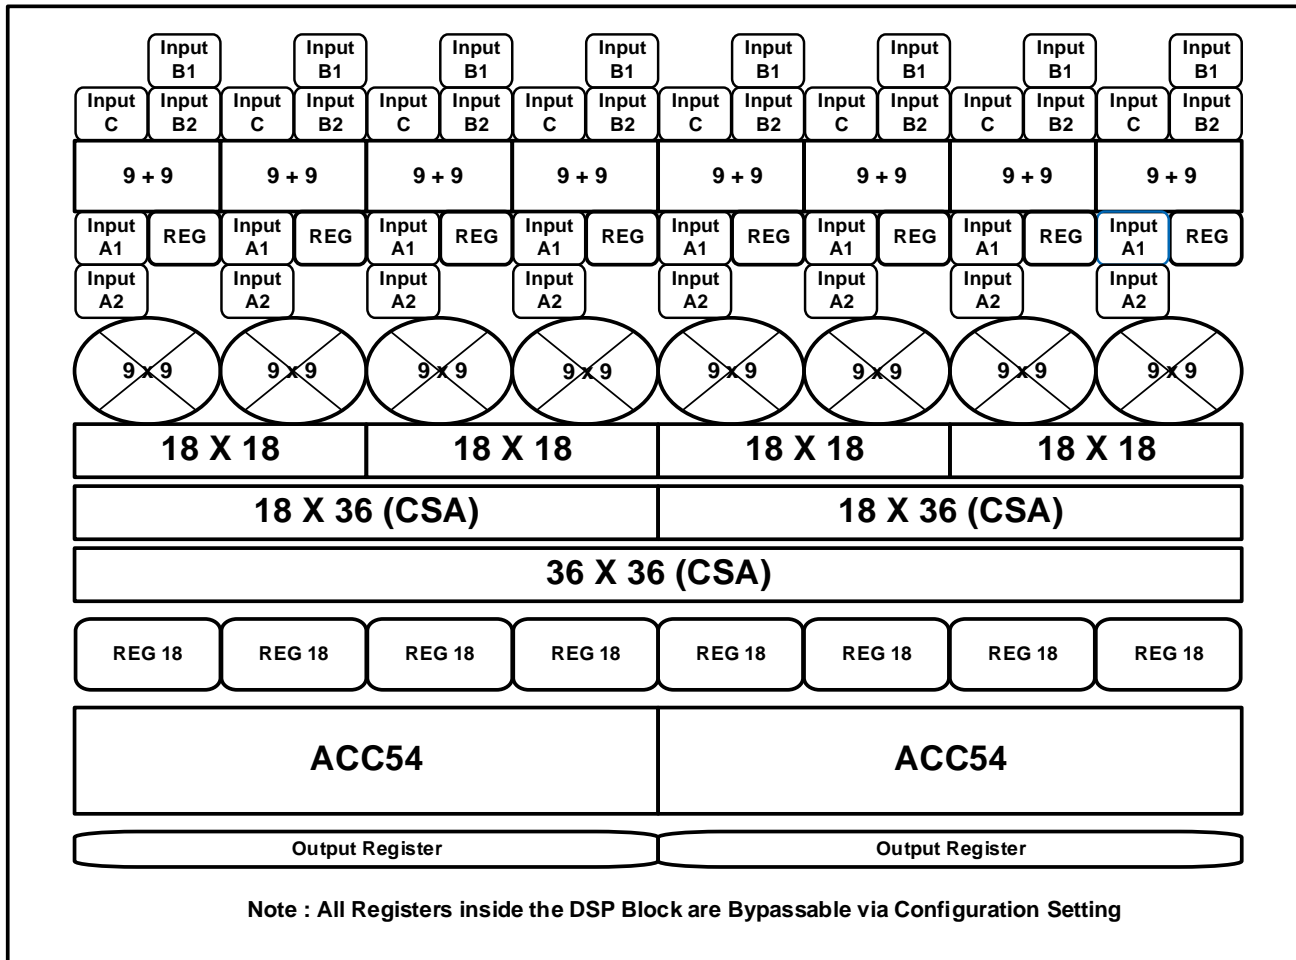 Input B1 Input B1 Input B1 Input B1 Input B1 Input B1 Input B1 Input B1
Input C Input B2 Input C Input B2 Input C Input B2 Input C Input B2 Input C Input B2 Input C Input B2 Input C Input B2 Input C Input B2
9 + 9 9 + 9 9 + 9 9 + 9 9 + 9 9 + 9 9 + 9 9 + 9
Input A1 REG Input A1 REG Input A1 REG Input A1 REG Input A1 REG Input A1 REG Input A1 REG Input A1 REG
Input A2 Input A2 Input A2 Input A2 Input A2 Input A2 Input A2 Input A2
9 x 9 9 x 9 9 x 9 9 x 9 9 x 9 9 x 9 9 x 9 9 x 9
18 X 18 18 X 18 18 X 18 18 X 18
18 X 36 (CSA) 18 X 36 (CSA)
36 X 36 (CSA)
REG 18 REG 18 REG 18 REG 18 REG 18 REG 18 REG 18 REG 18
ACC54 ACC54
Output Register Output Register
Note : All Registers inside the DSP Block are Bypassable via Configuration Setting